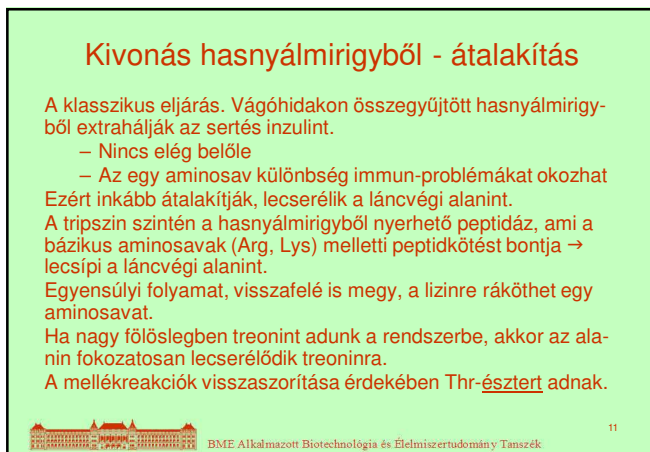 Kivonás hasnyálmirigyből - átalakítás
A klasszikus eljárás. Vágóhidakon összegyűjtött hasnyálmirigy-
ből extrahálják az sertés inzulint.
– Nincs elég belőle
– Az egy aminosav különbség immun-problémákat okozhat
Ezért inkább átalakítják, lecserélik a láncvégi alanint.
A tripszin szintén a hasnyálmirigyből nyerhető peptidáz, ami a
bázikus aminosavak (Arg, Lys) melletti peptidkötést bontja →
lecsípi a láncvégi alanint.
Egyensúlyi folyamat, visszafelé is megy, a lizinre ráköthet egy
aminosavat.
Ha nagy fölöslegben treonint adunk a rendszerbe, akkor az ala-
nin fokozatosan lecserélődik treoninra.
A mellékreakciók visszaszorítása érdekében Thr-észtert adnak.
BME Alkalmazott Biotechnológia és Élelmiszertudomány Tanszék
11